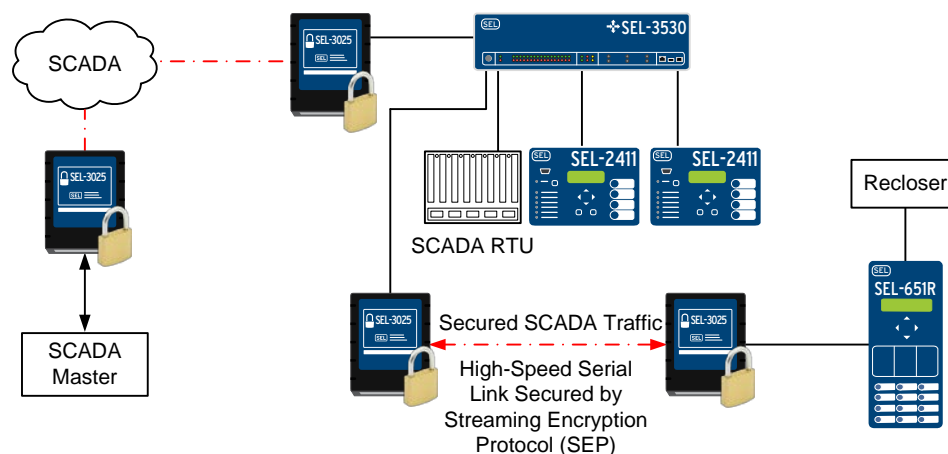 SEL-3025
SEL
SEL
SEL-3530
SCADA
SEL-3025
SEL
SEL
SEL-2411
SEL
SEL-2411
SCADA RTU
Recloser
SEL
SEL-651R
SCADA
Master
SEL-3025
SEL
Secured SCADA Traffic
High-Speed Serial
Link Secured by
Streaming Encryption
Protocol (SEP)
SEL-3025
SEL